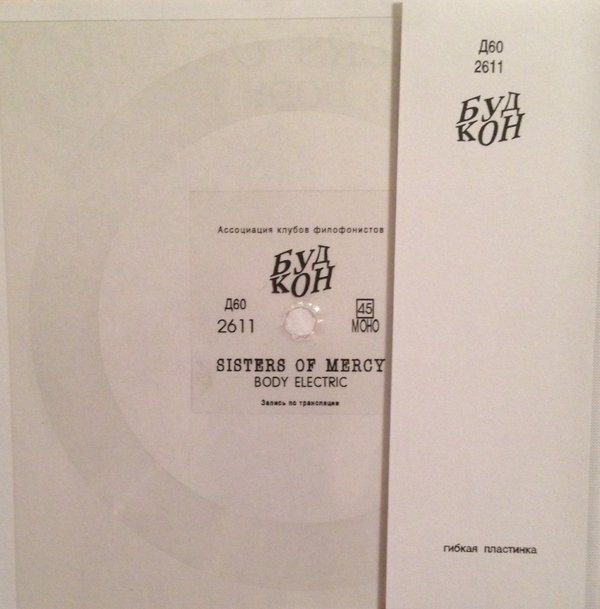 Ассоциация клубов филофонистов
БУД
КОН
Д60
2611
45
МОНО
SISTERS OF MERCY
BODY ELECTRIC
Запись по трансляции
Д60
2611
БУД
КОН
гибкая пластинка